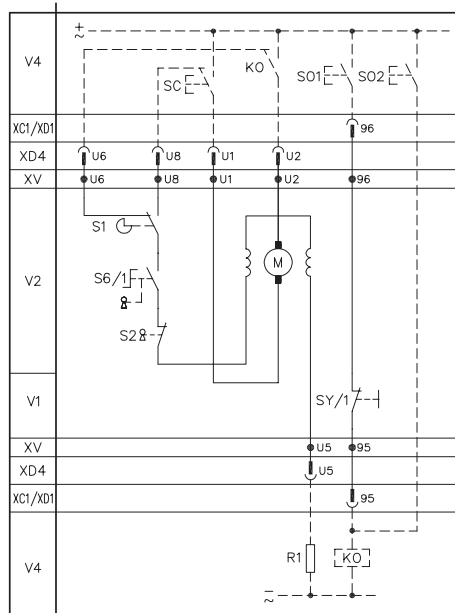 +
~
V4
SC
KO
SO1
SO2
XC1/XD1
96
XD4
U6
U8
U1
U2
XV
U6
U8
U1
U2
96
S1
M
S6/1
V2
S2
V1
SY/1
XV
U5
95
XD4
U5
XC1/XD1
95
V4
R1
KO
–
~